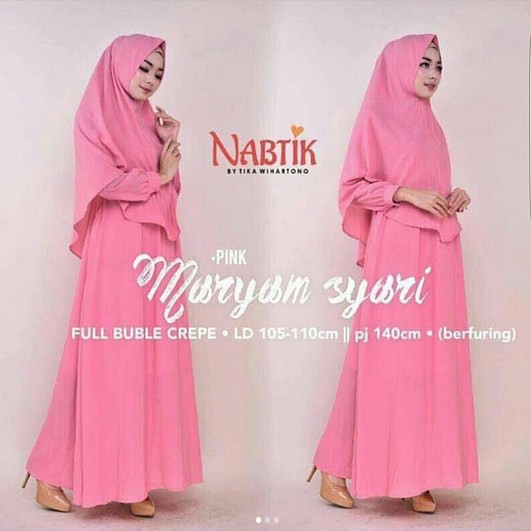 NABTIK
BY TIKA WIHARTONO
•PINK
Maryam syari
FULL BUBLE CREPE • LD 105-110cm || pj 140cm • (berfuring)